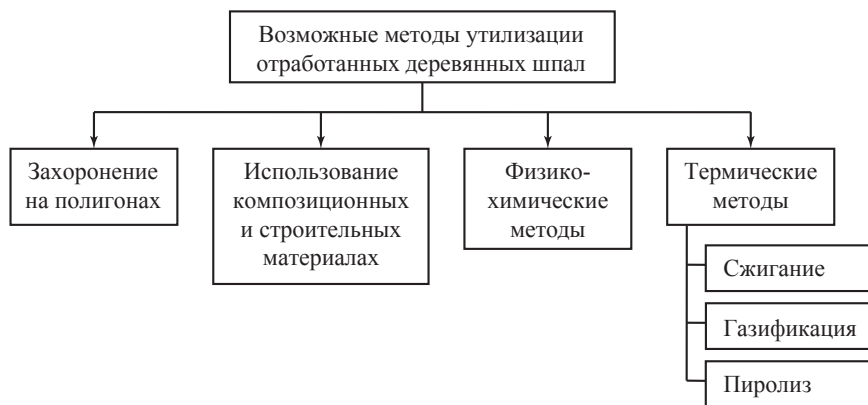 Возможные методы утилизации
отработанных деревянных шпал
Захоронение
на полигонах
Использование
композиционных
и строительных
материалах
Физико-
химические
методы
Термические
методы
Сжигание
Газификация
Пиролиз